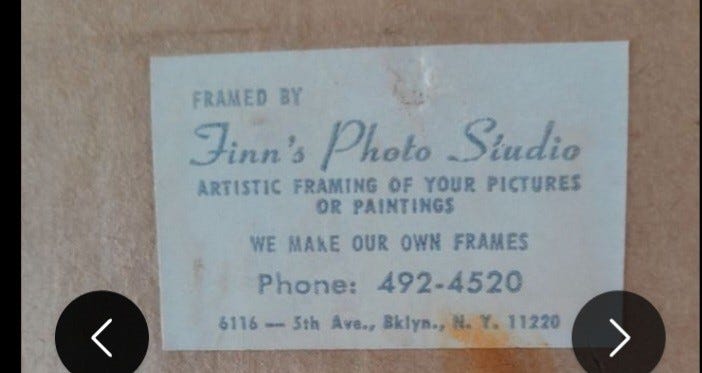 FRAMED BY
Finn's Photo Studio
ARTISTIC FRAMING OF YOUR PICTURES
OR PAINTINGS
WE MAKE OUR OWN FRAMES
Phone: 492-4520
6116 — 5th Ave., Bklyn., N. Y. 11220